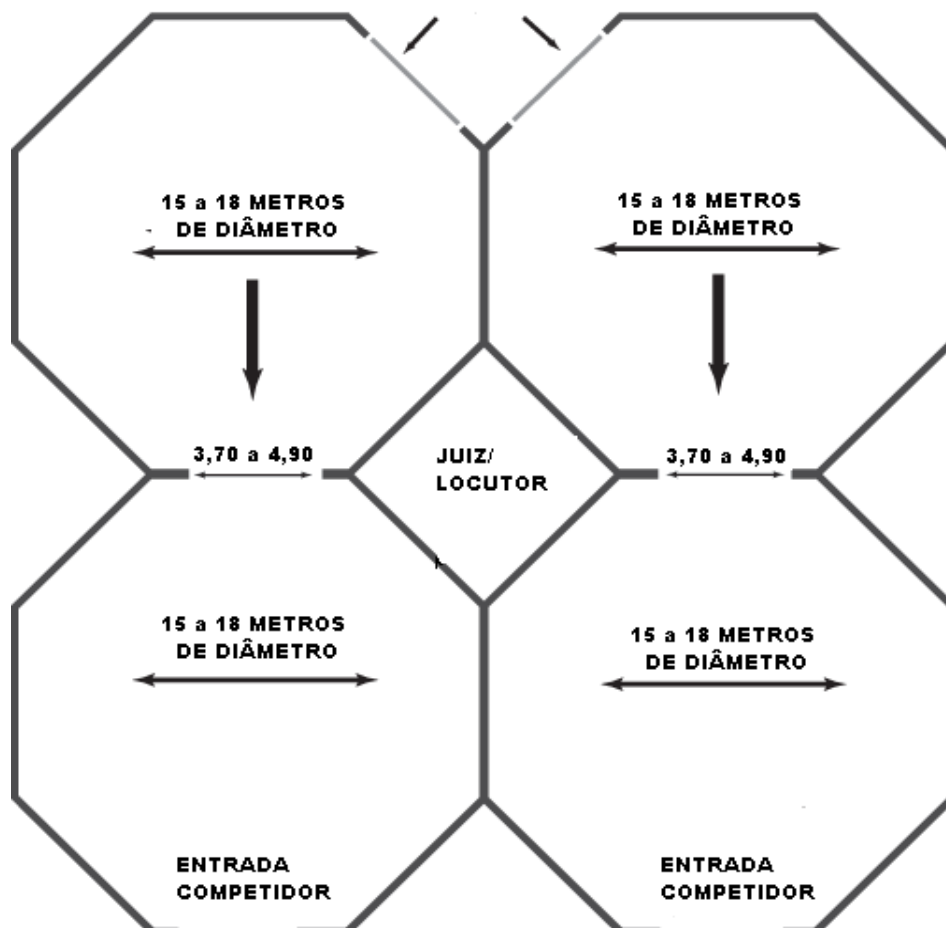 15 a 18 METROS
DE DIÂMETRO
15 a 18 METROS
DE DIÂMETRO
3,70 a 4,90
JUIZ/
LOCUTOR
3,70 a 4,90
15 a 18 METROS
DE DIÂMETRO
15 a 18 METROS
DE DIÂMETRO
ENTRADA
COMPETIDOR
ENTRADA
COMPETIDOR